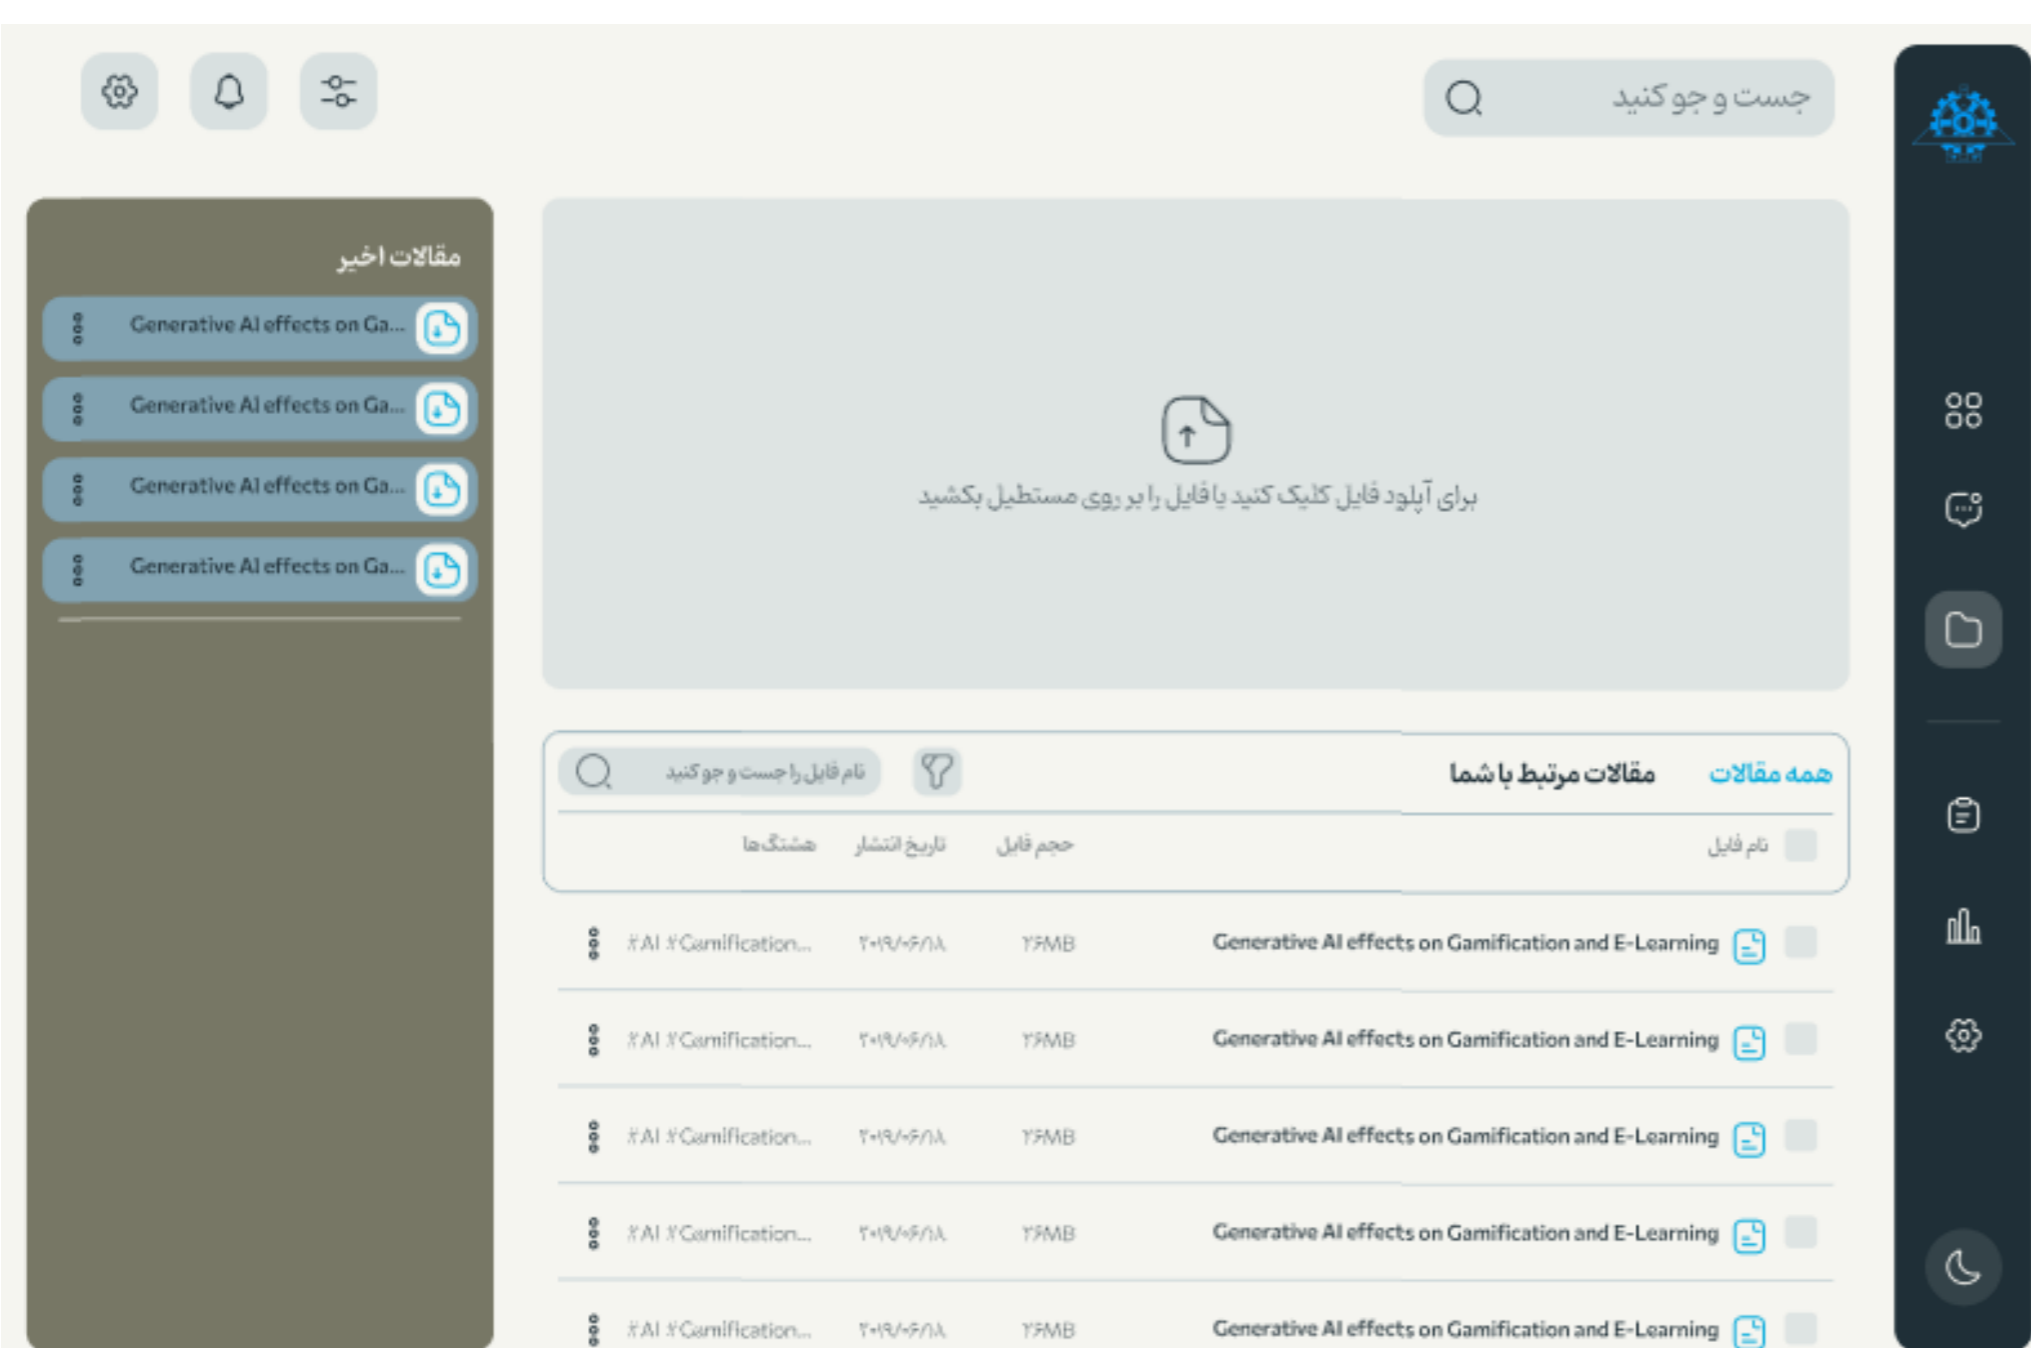 جست و جو کنید
برای آپلود فایل کلیک کنید یا فایل را بر روی مستطیل بکشید
همه مقالات
مقالات مرتبط با شما
نام فایل را جست و جو کنید
نام فایل حجم فایل تاریخ انتشار هشتگ‌ها
Generative AI effects on Gamification and E-Learning ۲۶MB ۲۰۱۹/۰۶/۱۸ #AI #Gamification...
Generative AI effects on Gamification and E-Learning ۲۶MB ۲۰۱۹/۰۶/۱۸ #AI #Gamification...
Generative AI effects on Gamification and E-Learning ۲۶MB ۲۰۱۹/۰۶/۱۸ #AI #Gamification...
Generative AI effects on Gamification and E-Learning ۲۶MB ۲۰۱۹/۰۶/۱۸ #AI #Gamification...
Generative AI effects on Gamification and E-Learning ۲۶MB ۲۰۱۹/۰۶/۱۸ #AI #Gamification...
مقالات اخیر
Generative AI effects on Ga...
Generative AI effects on Ga...
Generative AI effects on Ga...
Generative AI effects on Ga...